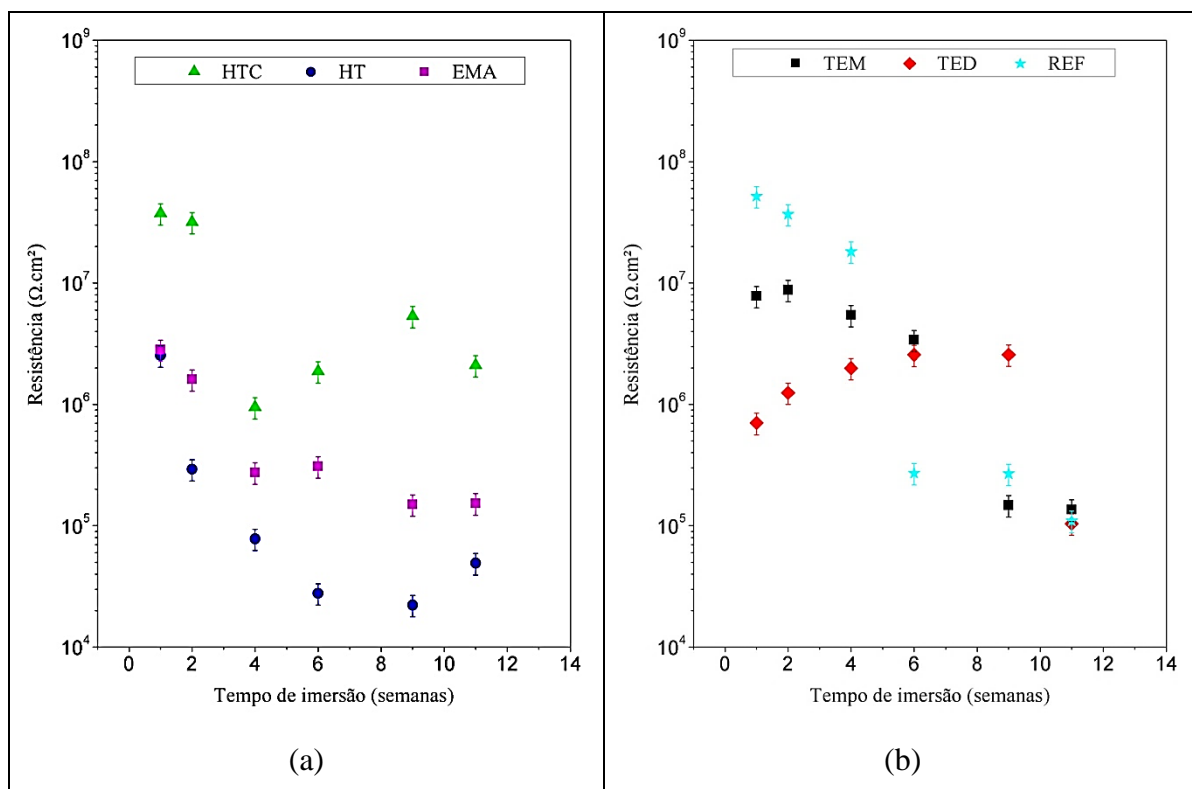 HTC HT EMA
10⁹
10⁸
10⁷
10⁶
10⁵
10⁴
Resistência (Ω.cm²)
0 2 4 6 8 10 12 14
Tempo de imersão (semanas)
(a)
TEM TED REF
10⁹
10⁸
10⁷
10⁶
10⁵
10⁴
Resistência (Ω.cm²)
0 2 4 6 8 10 12 14
Tempo de imersão (semanas)
(b)